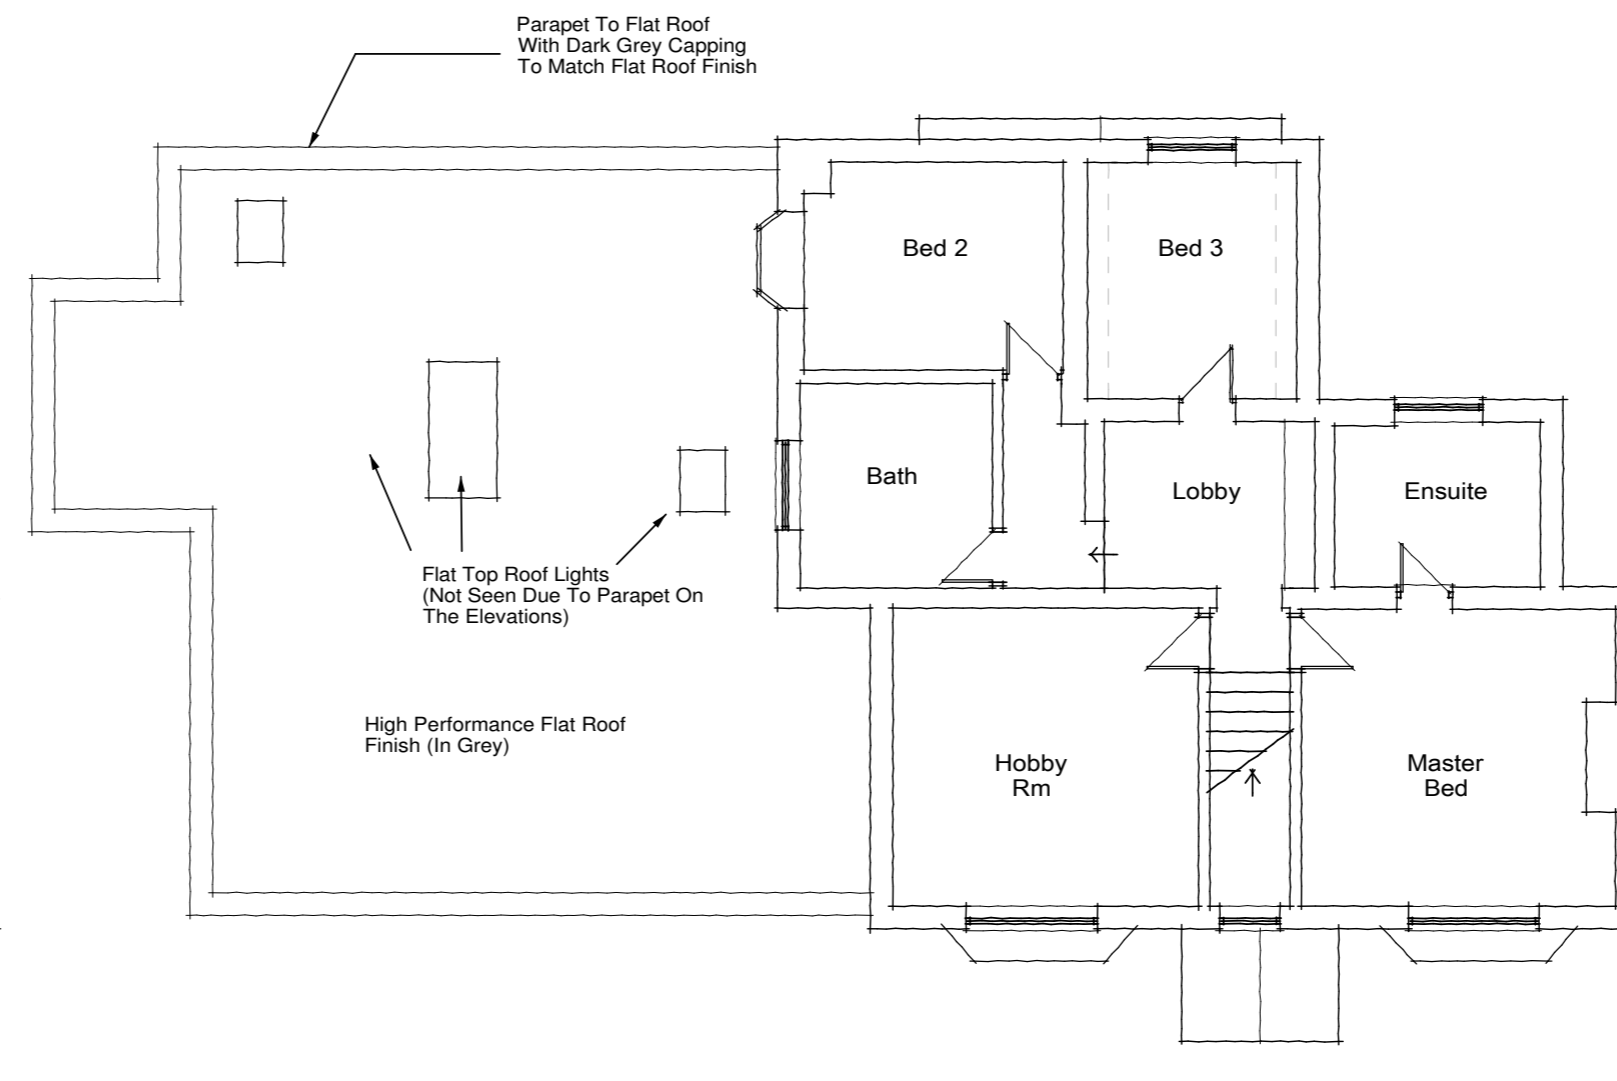 Parapet To Flat Roof
With Dark Grey Capping
To Match Flat Roof Finish
Bed 2
Bed 3
Bath
Lobby
Ensuite
Flat Top Roof Lights
(Not Seen Due To Parapet On
The Elevations)
High Performance Flat Roof
Finish (In Grey)
Hobby
Rm
Master
Bed